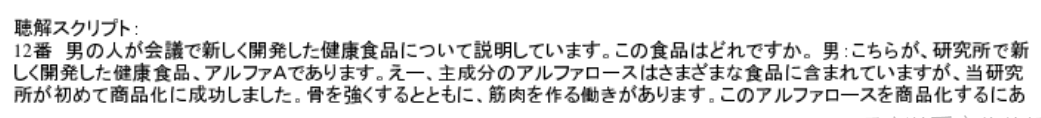 聴解スクリプト：
12番　男の人が会議で新しく開発した健康食品について説明しています。この食品はどれですか。 男：こちらが、研究所で新
しく開発した健康食品、アルファAであります。えー、主成分のアルファロースはさまざまな食品に含まれていますが、当研究
所が初めて商品化に成功しました。骨を強くするとともに、筋肉を作る働きがあります。このアルファロースを商品化するにあ